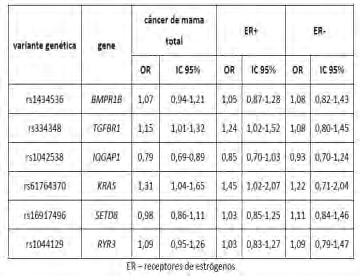 variante genética gene câncer de mama total ER+ ER-
OR IC 95% OR IC 95% OR IC 95%
rs1434536 BMPR1B 1,07 0,94-1,21 1,05 0,87-1,28 1,08 0,82-1,43
rs334348 TGFBR1 1,15 1,01-1,32 1,24 1,02-1,52 1,08 0,80-1,45
rs1042538 IQGAP1 0,79 0,69-0,89 0,85 0,70-1,03 0,93 0,70-1,24
rs61764370 KRAS 1,31 1,04-1,65 1,45 1,02-2,07 1,22 0,71-2,04
rs16917496 SETD8 0,98 0,86-1,11 1,03 0,85-1,25 1,11 0,84-1,46
rs1044129 RYR3 1,09 0,95-1,26 1,03 0,83-1,27 1,09 0,79-1,47
ER – receptores de estrógenos